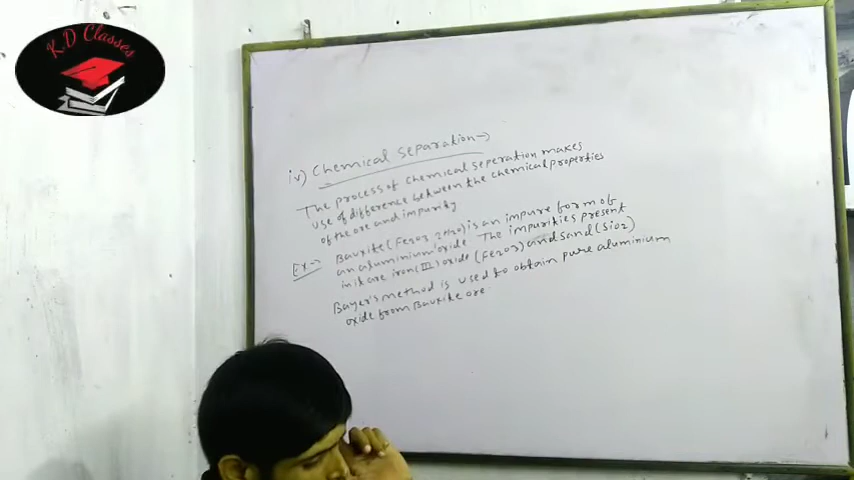 K.D Classes
iv) Chemical separation→
The process of chemical seperation makes
use of difference between the chemical properties
of the ore and impurity
Ex→ Bauxite (Fe2O3 2H2O) is an impure form of
an aluminium oxide The impurities present
in it are iron (III) oxide (Fe2O3) and sand (SiO2)
Bayer's method is used to obtain pure aluminium
oxide from Bauxite ore